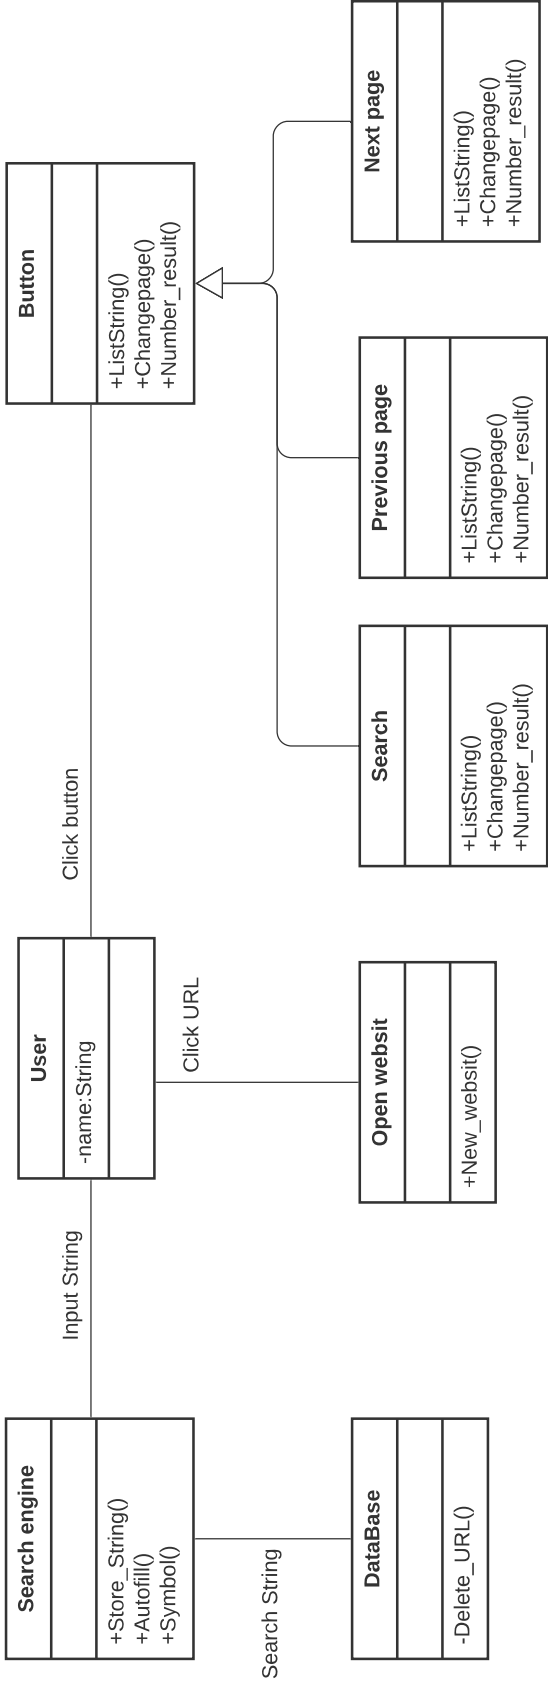 Search engine
+Store_String()
+Autofill()
+Symbol()
Input String
User
-name:String
Click button
Button
+ListString()
+Changepage()
+Number_result()
Search String
Click URL
DataBase
-Delete_URL()
Open websit
+New_websit()
Search
+ListString()
+Changepage()
+Number_result()
Previous page
+ListString()
+Changepage()
+Number_result()
Next page
+ListString()
+Changepage()
+Number_result()